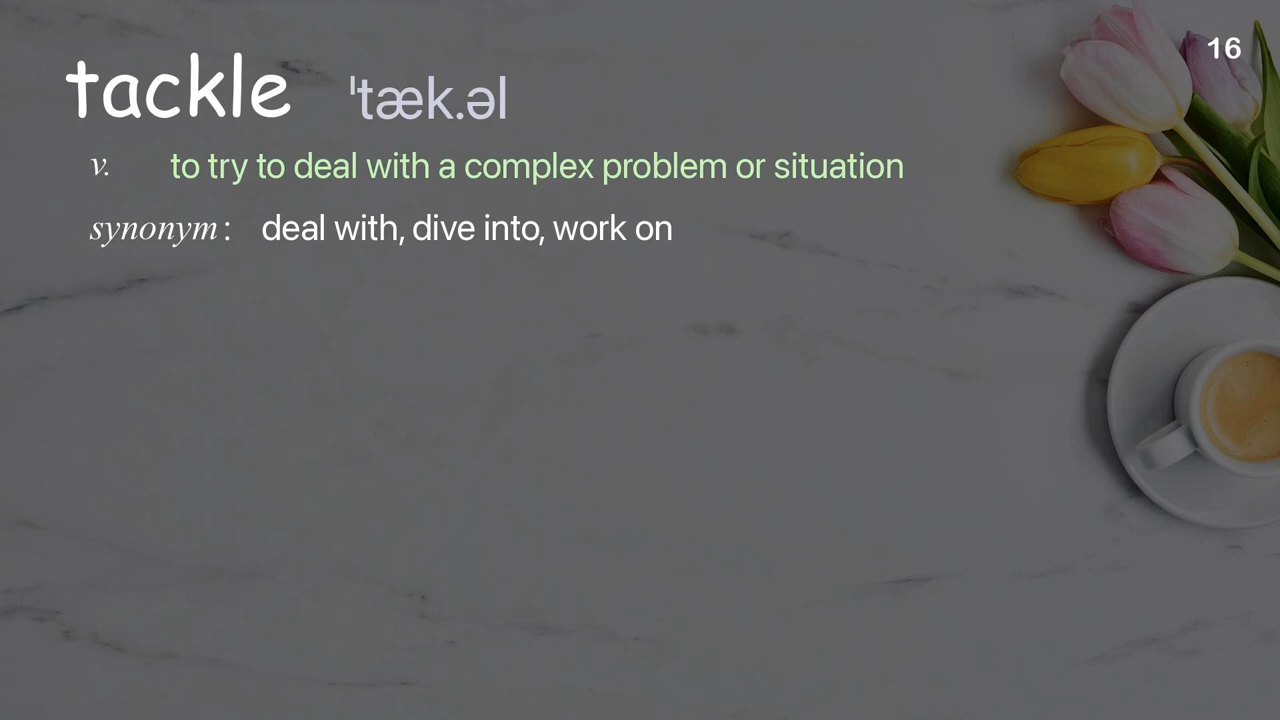 16
tackle ˈtæk.əl
v. to try to deal with a complex problem or situation
synonym: deal with, dive into, work on